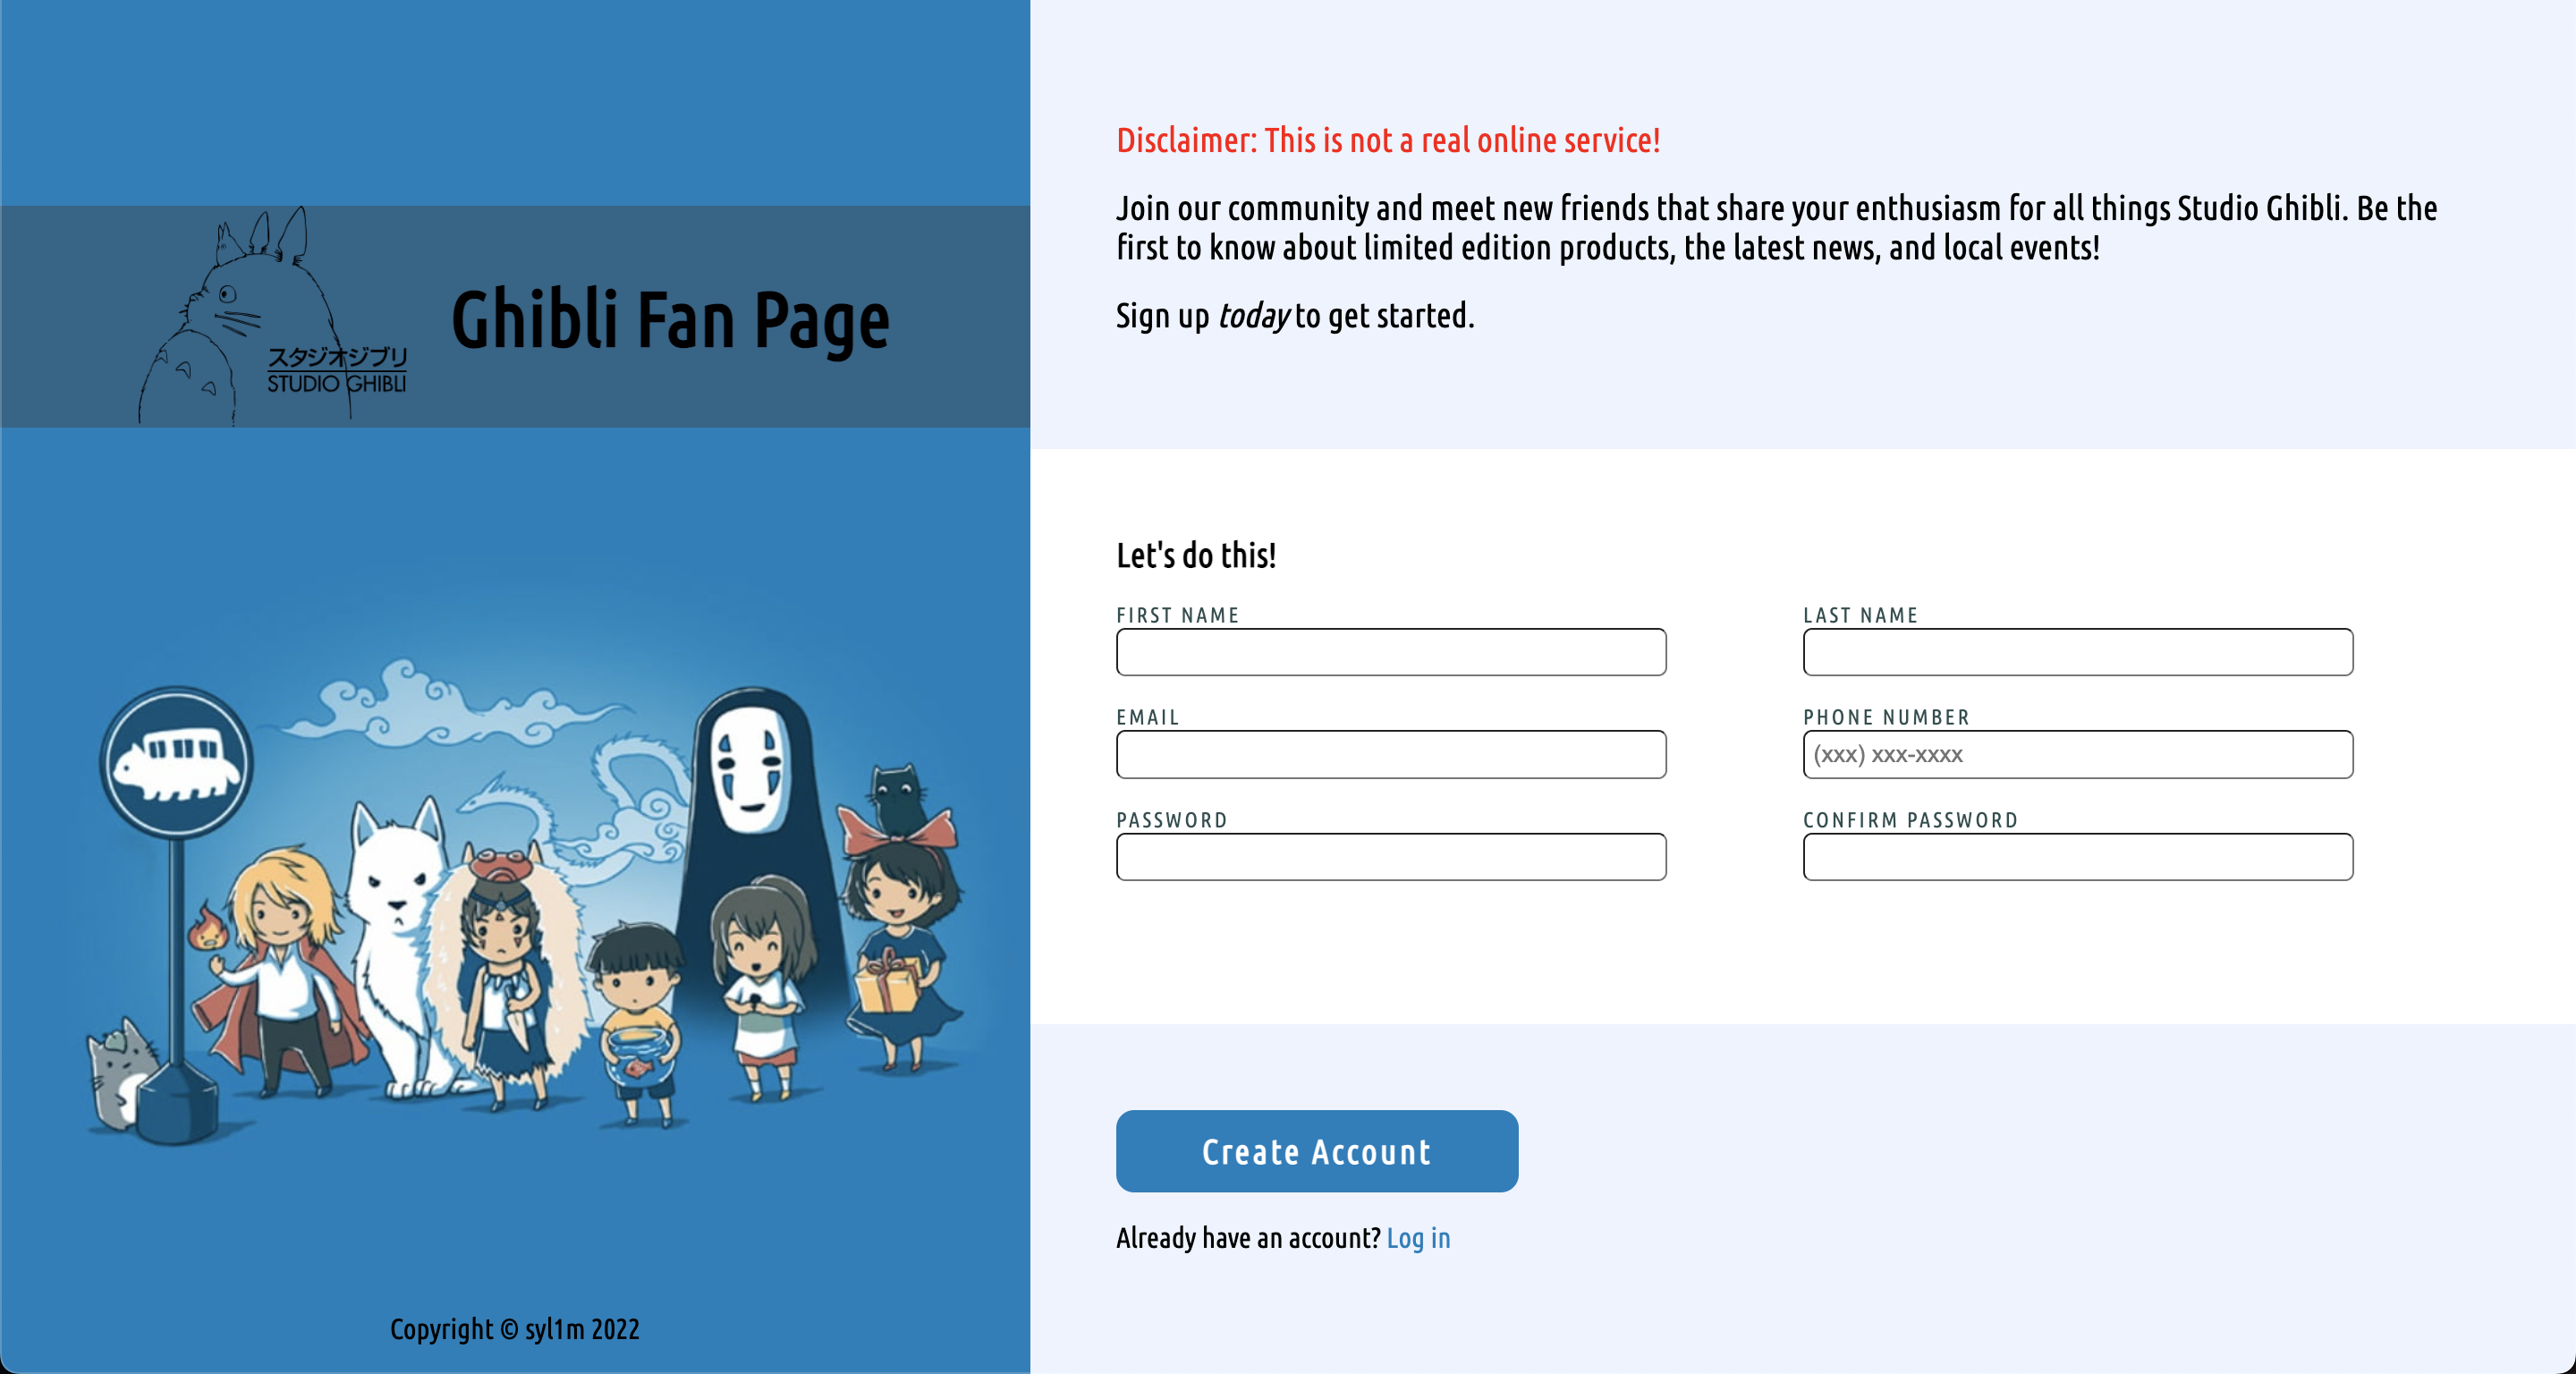 スタジオジブリ
STUDIO GHIBLI
Ghibli Fan Page
Copyright © syl1m 2022
Disclaimer: This is not a real online service!
Join our community and meet new friends that share your enthusiasm for all things Studio Ghibli. Be the
first to know about limited edition products, the latest news, and local events!
Sign up today to get started.
Let's do this!
FIRST NAME
LAST NAME
EMAIL
PHONE NUMBER
(xxx) xxx-xxxx
PASSWORD
CONFIRM PASSWORD
Create Account
Already have an account? Log in